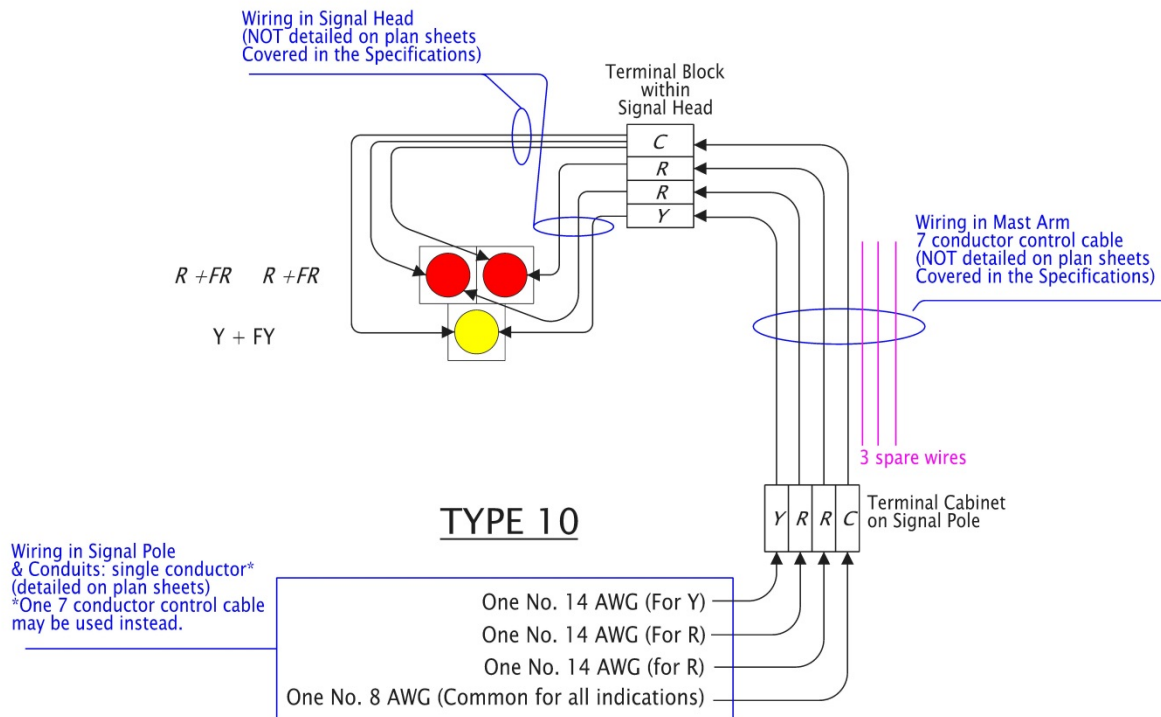 Wiring in Signal Head
(NOT detailed on plan sheets
Covered in the Specifications)
Terminal Block
within
Signal Head
C
R
R
Y
R +FR R +FR
Y + FY
Wiring in Mast Arm
7 conductor control cable
(NOT detailed on plan sheets
Covered in the Specifications)
3 spare wires
Y R R C
Terminal Cabinet
on Signal Pole
TYPE 10
Wiring in Signal Pole
& Conduits: single conductor*
(detailed on plan sheets)
*One 7 conductor control cable
may be used instead.
One No. 14 AWG (For Y)
One No. 14 AWG (For R)
One No. 14 AWG (for R)
One No. 8 AWG (Common for all indications)